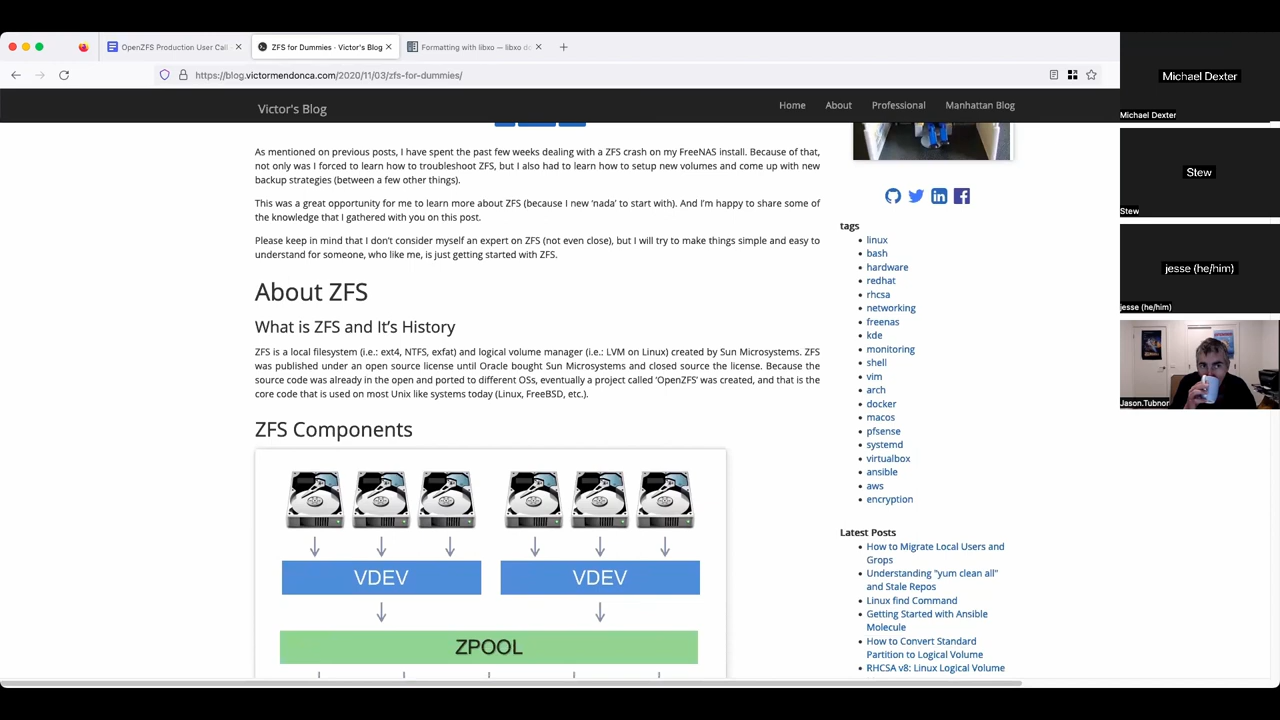 OpenZFS Production User Call
ZFS for Dummies · Victor's Blog
Formatting with libxo — libxo do
https://blog.victormendonca.com/2020/11/03/zfs-for-dummies/
Victor's Blog
Home
About
Professional
Manhattan Blog
As mentioned on previous posts, I have spent the past few weeks dealing with a ZFS crash on my FreeNAS install. Because of that,
not only was I forced to learn how to troubleshoot ZFS, but I also had to learn how to setup new volumes and come up with new
backup strategies (between a few other things).
This was a great opportunity for me to learn more about ZFS (because I new 'nada' to start with). And I'm happy to share some of
the knowledge that I gathered with you on this post.
Please keep in mind that I don't consider myself an expert on ZFS (not even close), but I will try to make things simple and easy to
understand for someone, who like me, is just getting started with ZFS.
About ZFS
What is ZFS and It's History
ZFS is a local filesystem (i.e.: ext4, NTFS, exfat) and logical volume manager (i.e.: LVM on Linux) created by Sun Microsystems. ZFS
was published under an open source license until Oracle bought Sun Microsystems and closed source the license. Because the
source code was already in the open and ported to different OSs, eventually a project called 'OpenZFS' was created, and that is the
core code that is used on most Unix like systems today (Linux, FreeBSD, etc.).
ZFS Components
VDEV
VDEV
ZPOOL
tags
linux
bash
hardware
redhat
rhcsa
networking
freenas
kde
monitoring
shell
vim
arch
docker
macos
pfsense
systemd
virtualbox
ansible
aws
encryption
Latest Posts
How to Migrate Local Users and
Grops
Understanding "yum clean all"
and Stale Repos
Linux find Command
Getting Started with Ansible
Molecule
How to Convert Standard
Partition to Logical Volume
RHCSA v8: Linux Logical Volume
Michael Dexter
Michael Dexter
Stew
Stew
jesse (he/him)
jesse (he/him)
Jason.Tubnor